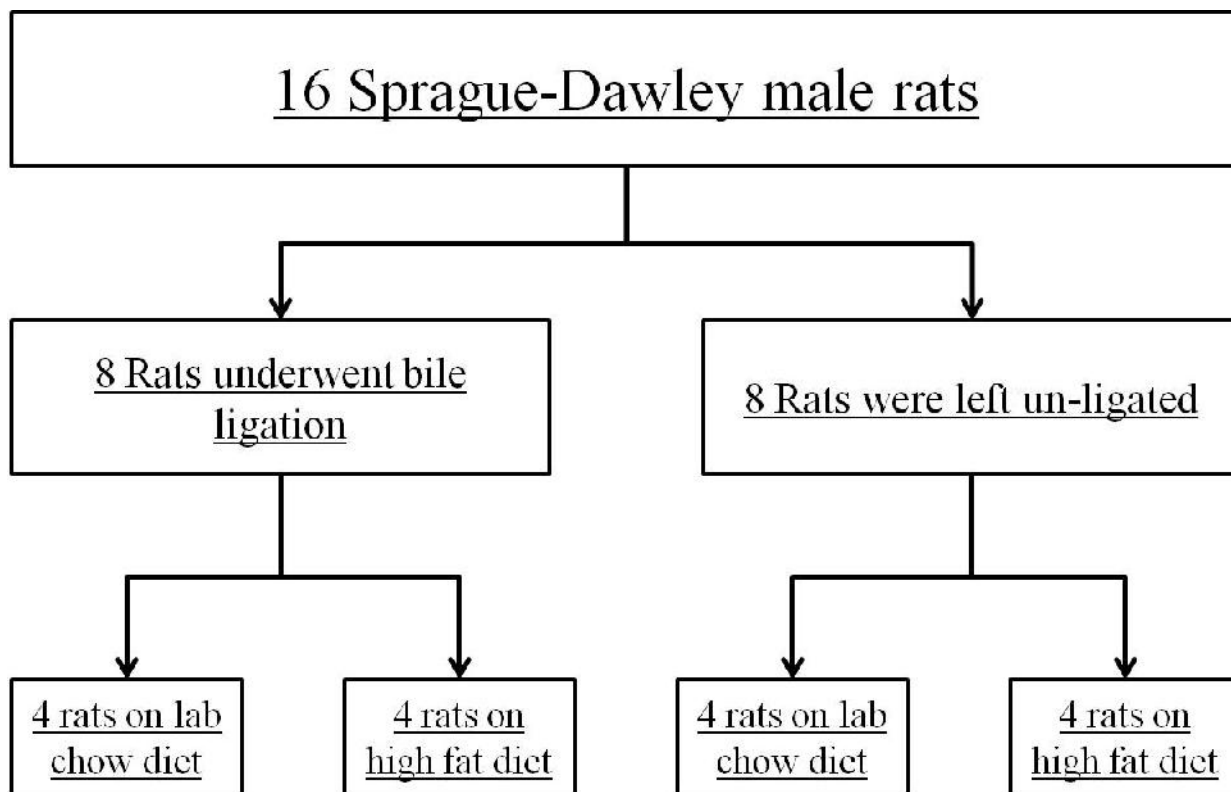 16 Sprague-Dawley male rats
8 Rats underwent bile
ligation
8 Rats were left un-ligated
4 rats on lab
chow diet
4 rats on
high fat diet
4 rats on lab
chow diet
4 rats on
high fat diet